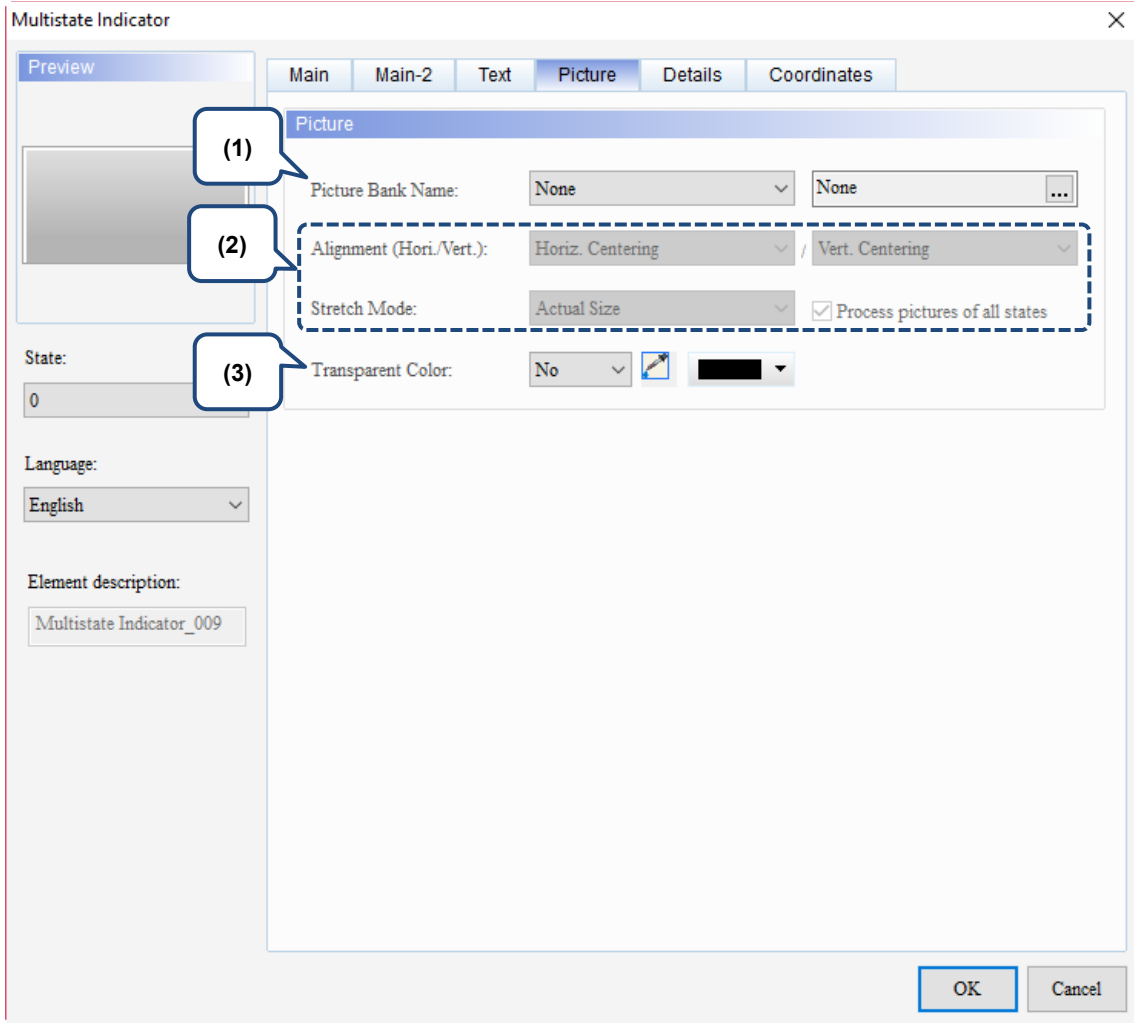 Multistate Indicator
Preview
Main Main-2 Text Picture Details Coordinates
Picture
(1)
Picture Bank Name: None None ...
(2)
Alignment (Hori./Vert.): Horiz. Centering / Vert. Centering
Stretch Mode: Actual Size Process pictures of all states
(3)
Transparent Color: No
State:
0
Language:
English
Element description:
Multistate Indicator_009
OK Cancel